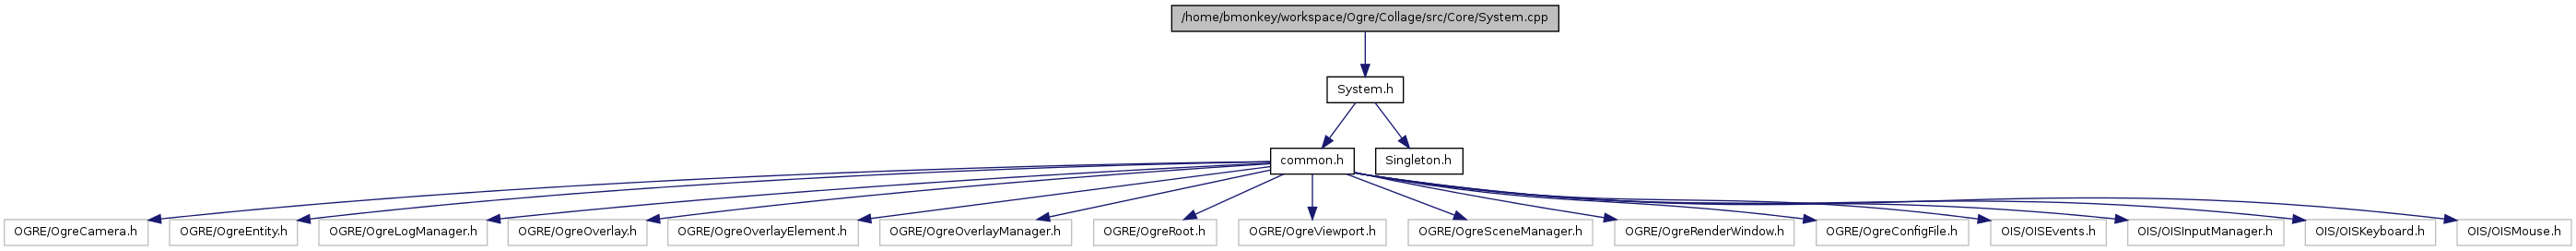 /home/bmonkey/workspace/Ogre/Collage/src/Core/System.cpp
System.h
common.h
Singleton.h
OGRE/OgreCamera.h
OGRE/OgreEntity.h
OGRE/OgreLogManager.h
OGRE/OgreOverlay.h
OGRE/OgreOverlayElement.h
OGRE/OgreOverlayManager.h
OGRE/OgreRoot.h
OGRE/OgreViewport.h
OGRE/OgreSceneManager.h
OGRE/OgreRenderWindow.h
OGRE/OgreConfigFile.h
OIS/OISEvents.h
OIS/OISInputManager.h
OIS/OISKeyboard.h
OIS/OISMouse.h